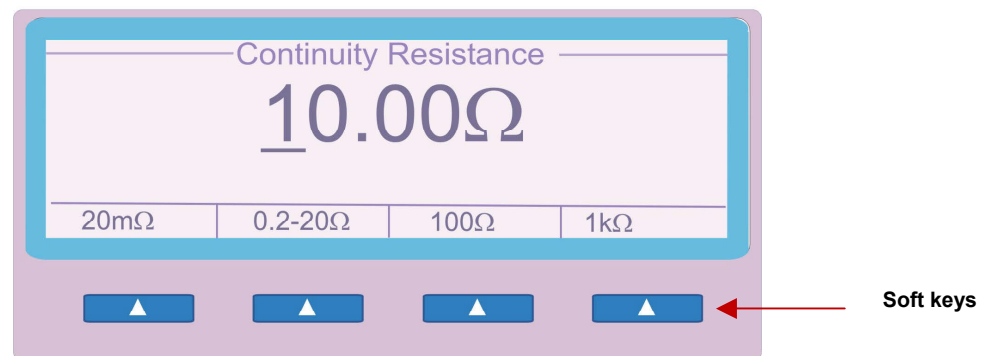 Continuity Resistance
10.00Ω
20mΩ 0.2-20Ω 100Ω 1kΩ
Soft keys